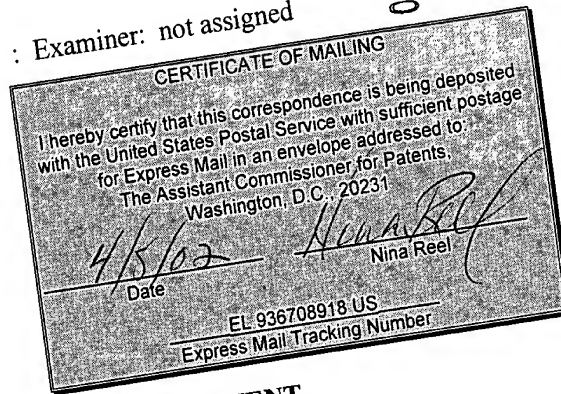 : Examiner: not assigned
CERTIFICATE OF MAILING
I hereby certify that this correspondence is being deposited
with the United States Postal Service with sufficient postage
for Express Mail in an envelope addressed to:
The Assistant Commissioner for Patents,
Washington, D.C., 20231
4/5/02 Nina Reel
Date Nina Reel
EL 936708918 US
Express Mail Tracking Number